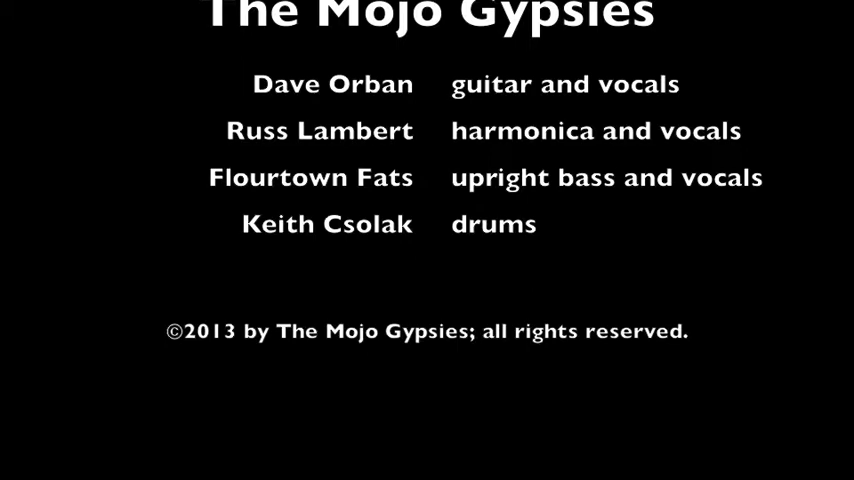 The Mojo Gypsies
Dave Orban guitar and vocals
Russ Lambert harmonica and vocals
Flourtown Fats upright bass and vocals
Keith Csolak drums
©2013 by The Mojo Gypsies; all rights reserved.